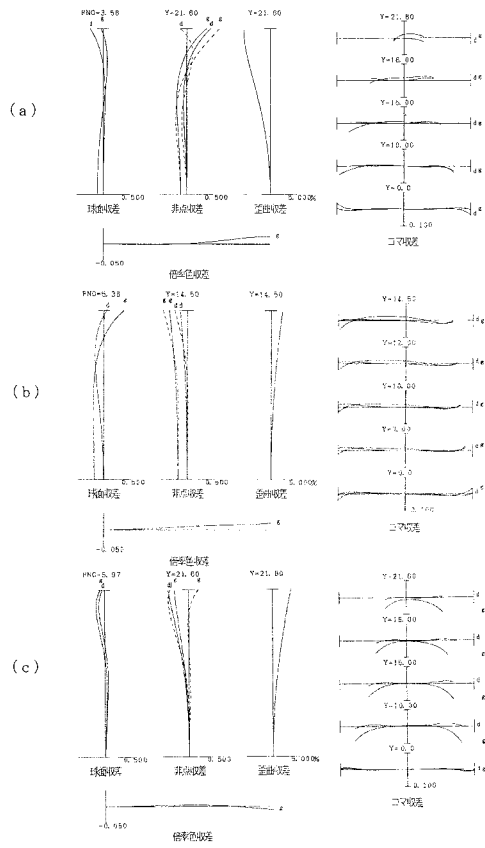 (a)
FNO=3.58
Y=21.60
Y=21.60
d
g
d
g
d
g
0.500
0.500
5.000%
球面収差
非点収差
歪曲収差
g
-0.050
倍率色収差
Y=21.60
Y=18.00
Y=15.00
Y=10.00
Y=0.0
d g
d g
d g
d g
0.100
コマ収差
(b)
Y=14.50
Y=14.50
d
g
0.500
0.500
5.000%
球面収差
非点収差
歪曲収差
g
-0.050
倍率色収差
Y=14.50
Y=12.00
Y=10.00
Y=0.0
d g
d g
d g
d g
d g
0.100
コマ収差
(c)
Y=21.60
Y=21.60
g
d
0.500
0.500
5.000%
球面収差
非点収差
歪曲収差
g
-0.050
倍率色収差
Y=21.60
Y=18.00
Y=15.00
Y=10.00
Y=0.0
d
g
d
g
d
g
d
g
0.100
コマ収差